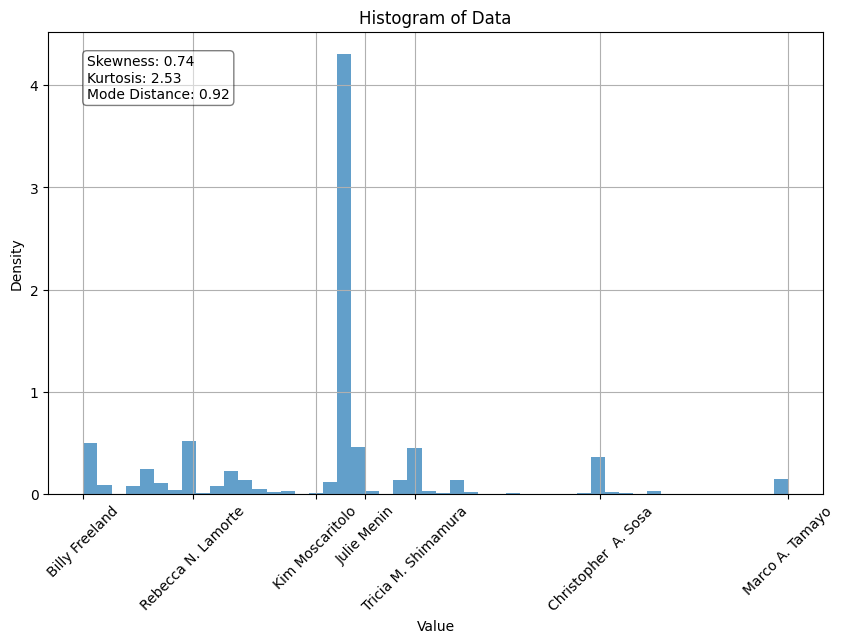 Histogram of Data
Skewness: 0.74
Kurtosis: 2.53
Mode Distance: 0.92
Density
4
3
2
1
0
Billy Freeland
Rebecca N. Lamorte
Kim Moscaritolo
Julie Menin
Tricia M. Shimamura
Christopher  A. Sosa
Marco A. Tamayo
Value